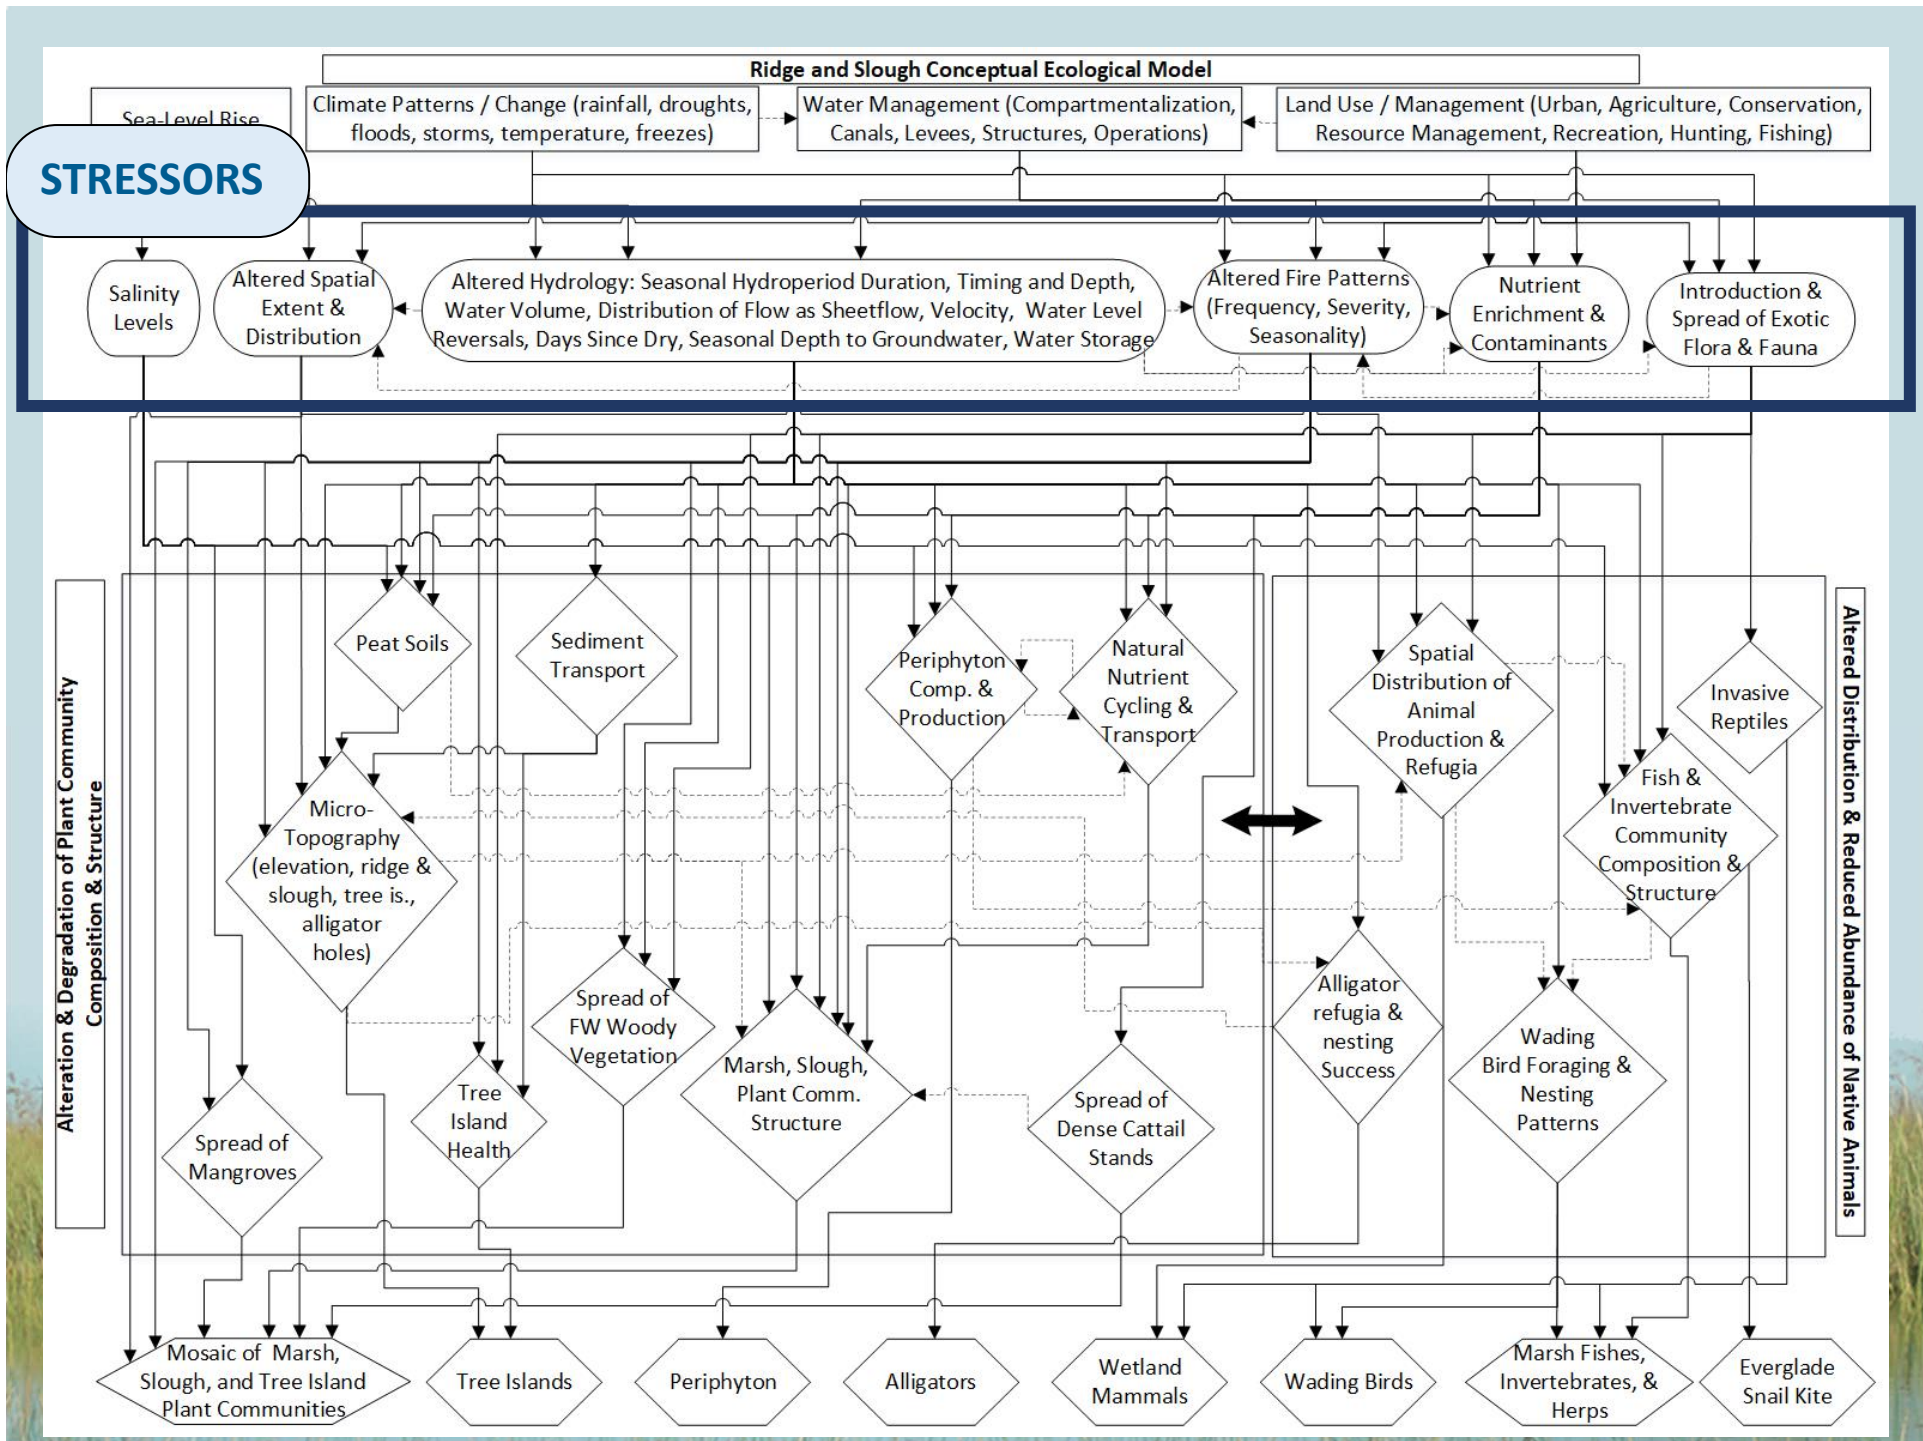 Ridge and Slough Conceptual Ecological Model
Sea-Level Rise
Climate Patterns / Change (rainfall, droughts,
floods, storms, temperature, freezes)
Water Management (Compartmentalization,
Canals, Levees, Structures, Operations)
Land Use / Management (Urban, Agriculture, Conservation,
Resource Management, Recreation, Hunting, Fishing)
STRESSORS
Salinity
Levels
Altered Spatial
Extent &
Distribution
Altered Hydrology: Seasonal Hydroperiod Duration, Timing and Depth,
Water Volume, Distribution of Flow as Sheetflow, Velocity, Water Level
Reversals, Days Since Dry, Seasonal Depth to Groundwater, Water Storage
Altered Fire Patterns
(Frequency, Severity,
Seasonality)
Nutrient
Enrichment &
Contaminants
Introduction &
Spread of Exotic
Flora & Fauna
Alteration & Degradation of Plant Community
Composition & Structure
Peat Soils
Sediment
Transport
Periphyton
Comp. &
Production
Natural
Nutrient
Cycling &
Transport
Spatial
Distribution of
Animal
Production &
Refugia
Invasive
Reptiles
Altered Distribution & Reduced Abundance of Native Animals
Micro-
Topography
(elevation, ridge &
slough, tree is.,
alligator
holes)
Fish &
Invertebrate
Community
Composition &
Structure
Spread of
FW Woody
Vegetation
Alligator
refugia &
nesting
Success
Tree
Island
Health
Marsh, Slough,
Plant Comm.
Structure
Spread of
Dense Cattail
Stands
Wading
Bird Foraging &
Nesting
Patterns
Spread of
Mangroves
Mosaic of Marsh,
Slough, and Tree Island
Plant Communities
Tree Islands
Periphyton
Alligators
Wetland
Mammals
Wading Birds
Marsh Fishes,
Invertebrates, &
Herps
Everglade
Snail Kite